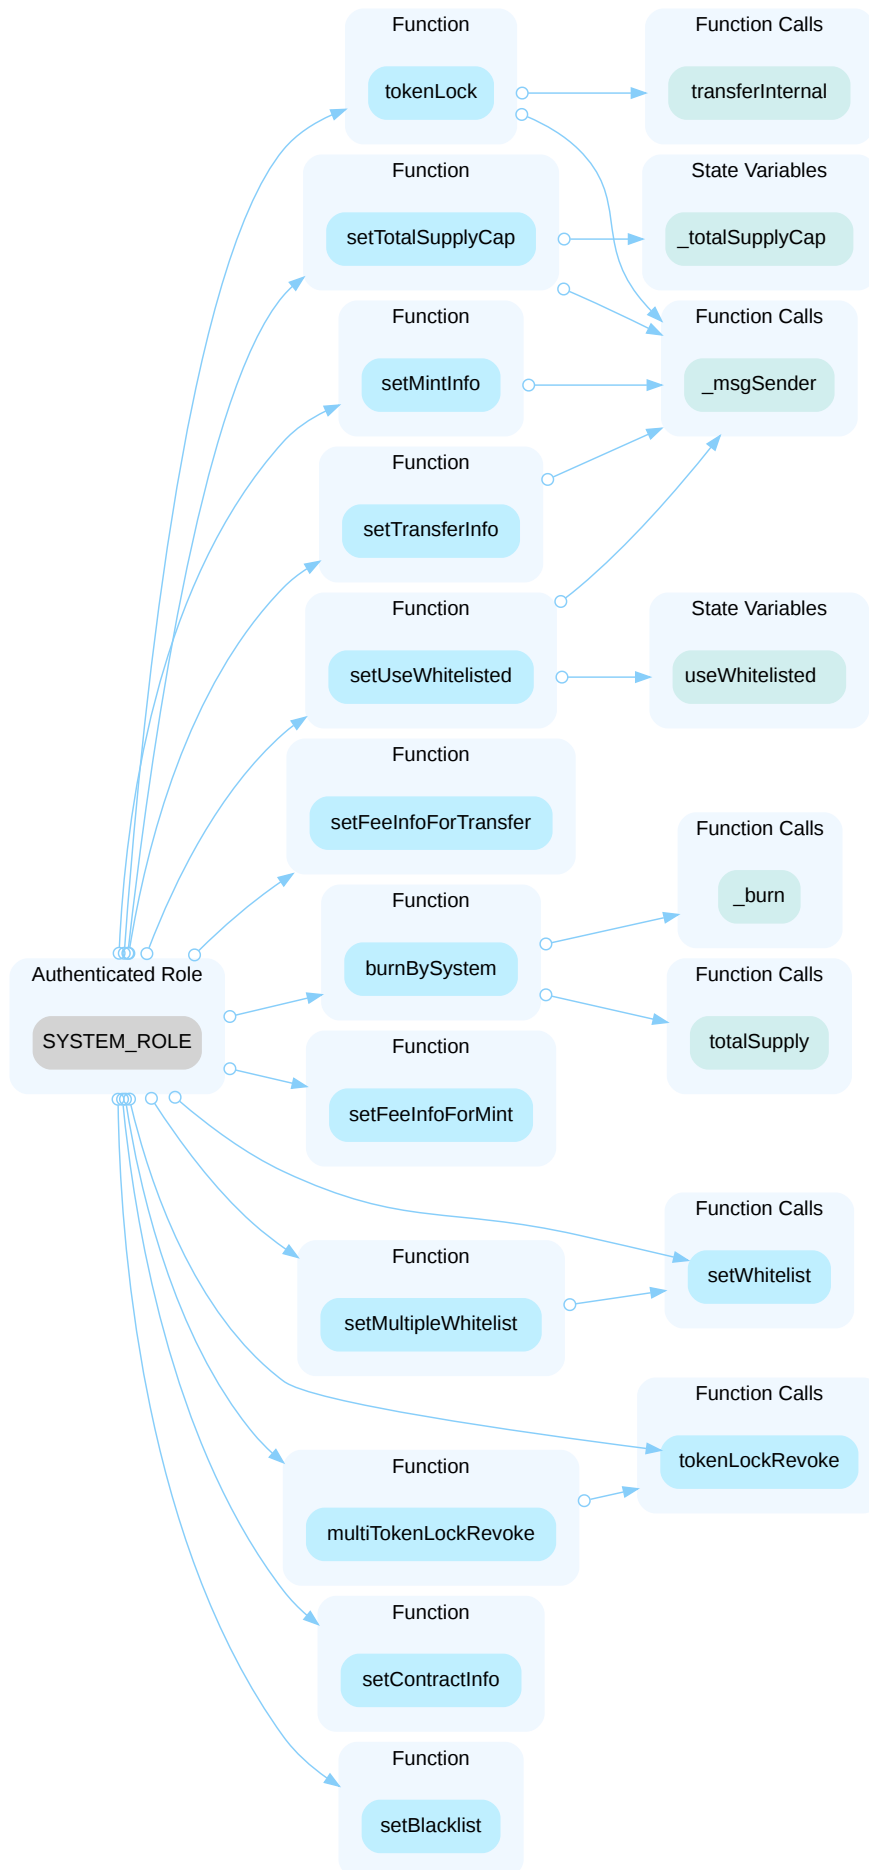 Function
tokenLock
Function Calls
transferInternal
Function
setTotalSupplyCap
State Variables
_totalSupplyCap
Function
setMintInfo
Function Calls
_msgSender
Function
setTransferInfo
Function
setUseWhitelisted
State Variables
useWhitelisted
Function
setFeeInfoForTransfer
Function Calls
_burn
Function
burnBySystem
Authenticated Role
SYSTEM_ROLE
Function Calls
totalSupply
Function
setFeeInfoForMint
Function Calls
setWhitelist
Function
setMultipleWhitelist
Function Calls
tokenLockRevoke
Function
multiTokenLockRevoke
Function
setContractInfo
Function
setBlacklist